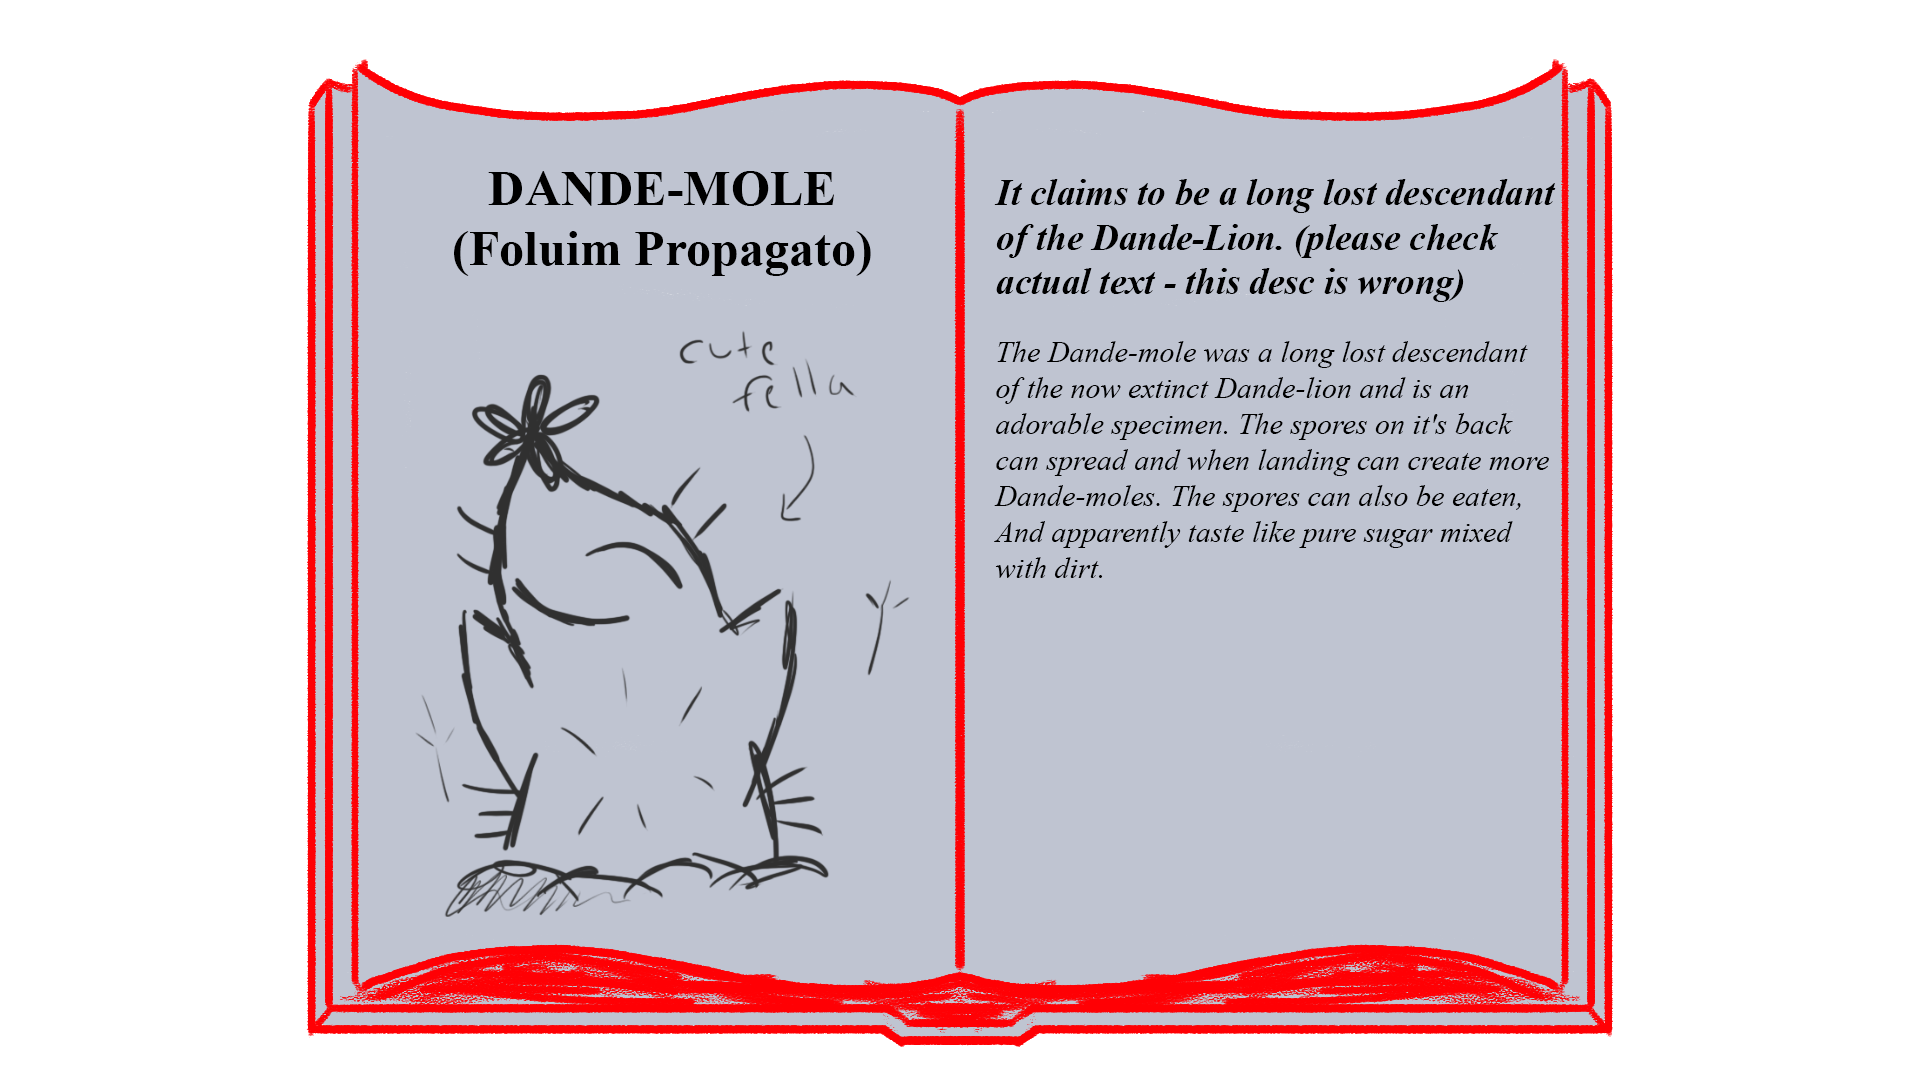 DANDE-MOLE
(Foluim Propagato)
cute
fella
It claims to be a long lost descendant
of the Dande-Lion. (please check
actual text - this desc is wrong)
The Dande-mole was a long lost descendant
of the now extinct Dande-lion and is an
adorable specimen. The spores on it's back
can spread and when landing can create more
Dande-moles. The spores can also be eaten,
And apparently taste like pure sugar mixed
with dirt.